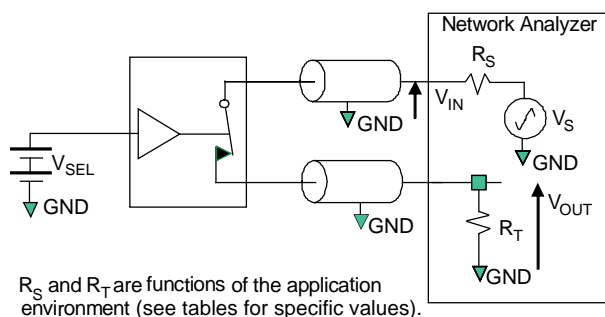 Network Analyzer
R_S
V_IN
V_S
GND
GND
V_SEL
GND
GND
V_OUT
R_T
GND
R_S and R_T are functions of the application
environment (see tables for specific values).